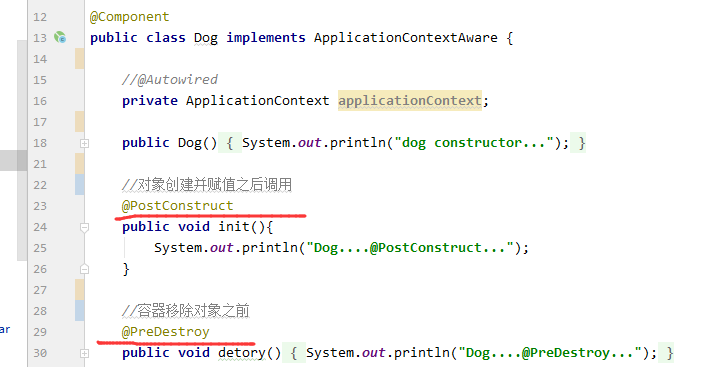 12 @Component
13 public class Dog implements ApplicationContextAware {
14
15 //@Autowired
16 private ApplicationContext applicationContext;
17
18 public Dog() { System.out.println("dog constructor..."); }
21
22 //对象创建并赋值之后调用
23 @PostConstruct
24 public void init(){
25 System.out.println("Dog....@PostConstruct...");
26 }
27
28 //容器移除对象之前
ar
29 @PreDestroy
30 public void detory() { System.out.println("Dog....@PreDestroy..."); }